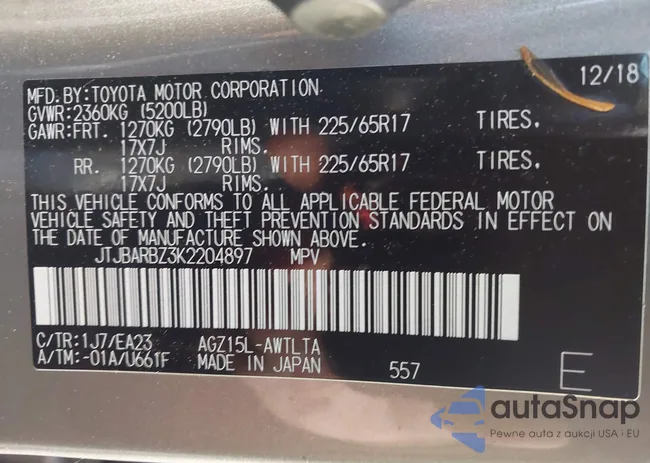 12/18
MFD.BY:TOYOTA MOTOR CORPORATION
GVWR:2360KG (5200LB)
GAWR:FRT. 1270KG (2790LB) WITH 225/65R17 TIRES.
17X7J RIMS.
RR. 1270KG (2790LB) WITH 225/65R17 TIRES.
17X7J RIMS.
THIS VEHICLE CONFORMS TO ALL APPLICABLE FEDERAL MOTOR
VEHICLE SAFETY AND THEFT PREVENTION STANDARDS IN EFFECT ON
THE DATE OF MANUFACTURE SHOWN ABOVE.
JTJBARBZ3K2204897 MPV
C/TR:1J7/EA23 AGZ15L-AWTLTA
A/TM:-01A/U661F MADE IN JAPAN 557 E
autaSnap
Pewne auta z aukcji USA i EU